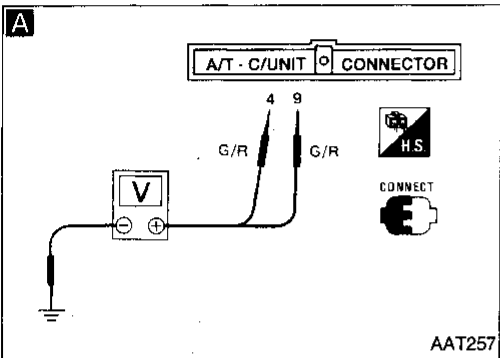 A
A/T - C/UNIT CONNECTOR
4 9
G/R G/R
H.S.
CONNECT
V
- +
AAT257